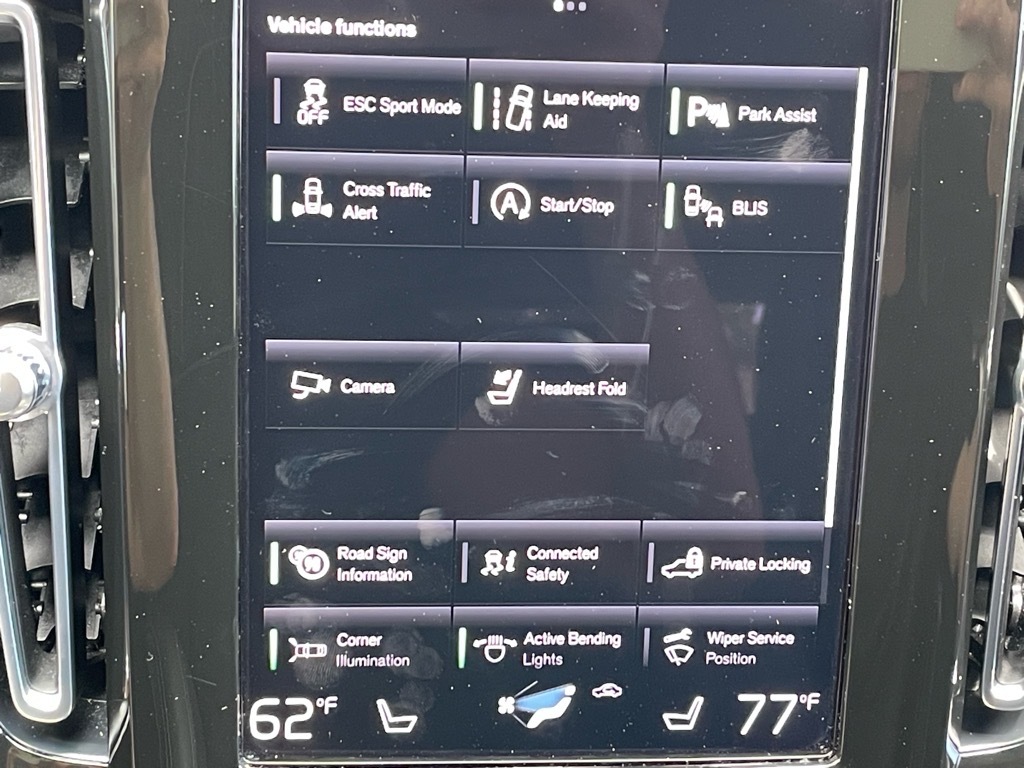 Vehicle functions
OFF
ESC Sport Mode
Lane Keeping
Aid
P
Park Assist
Cross Traffic
Alert
A
Start/Stop
BLIS
Camera
Headrest Fold
Road Sign
Information
Connected
Safety
Private Locking
Corner
Illumination
Active Bending
Lights
Wiper Service
Position
62°F
77°F